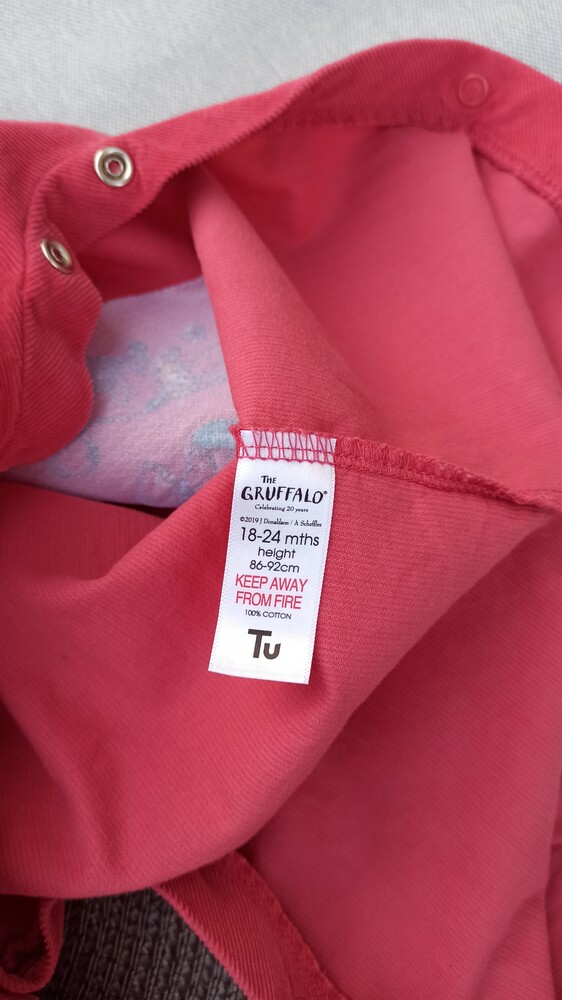 THE
GRUFFALO®
Celebrating 20 years
©2019 J Donaldson / A Scheffler
18-24 mths
height
86-92cm
KEEP AWAY
FROM FIRE
100% COTTON
Tu